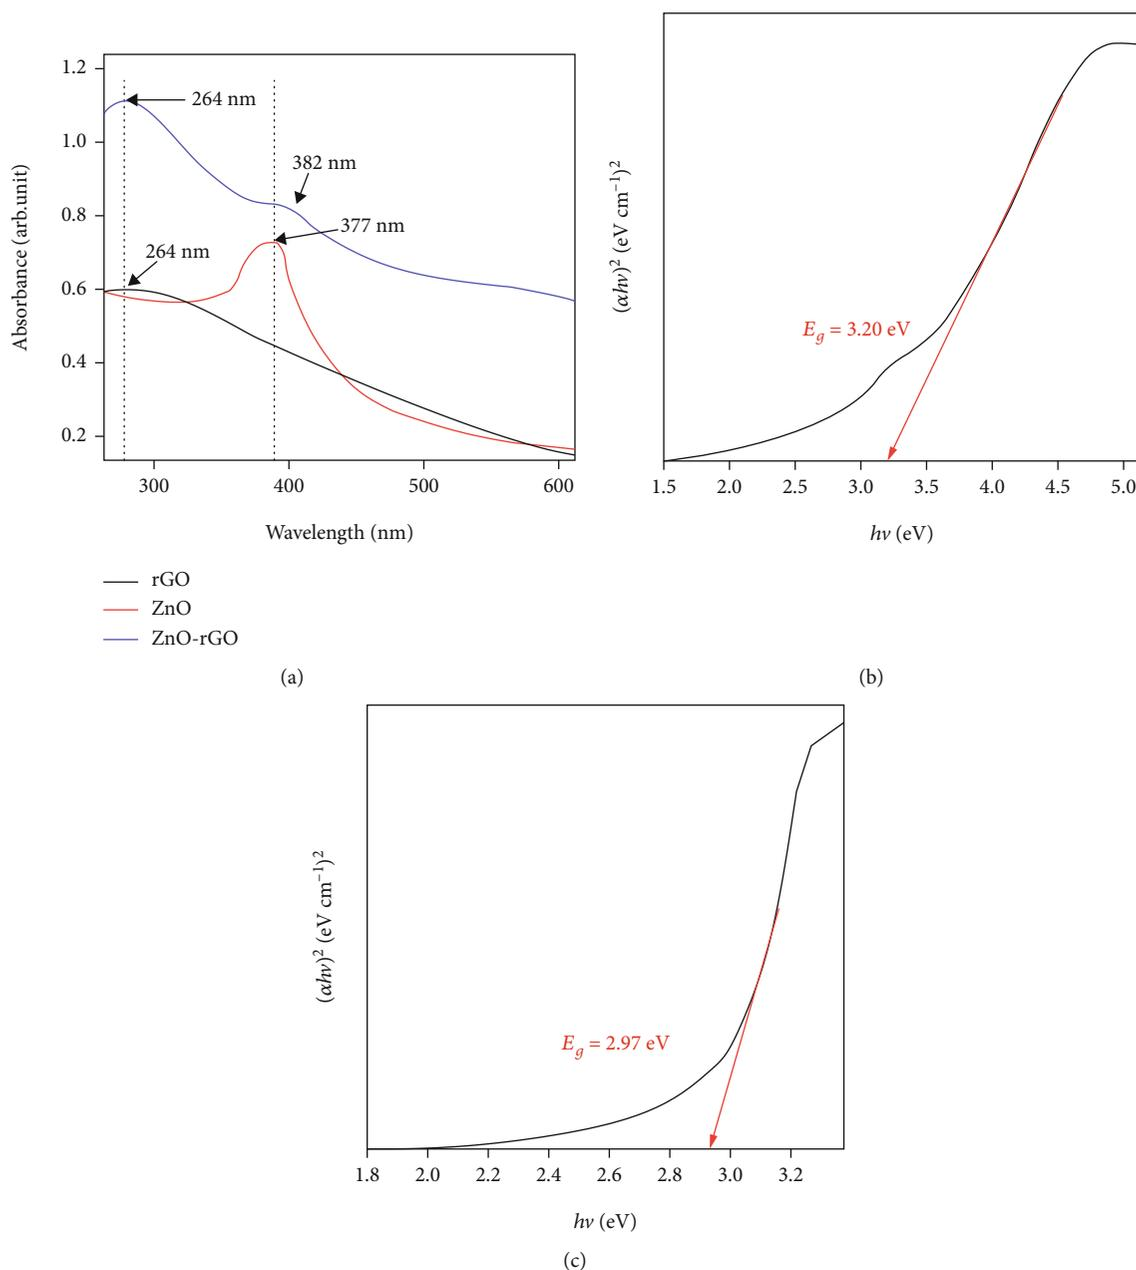 1.2
1.0
0.8
0.6
0.4
0.2
Absorbance (arb.unit)
264 nm
382 nm
377 nm
264 nm
300 400 500 600
Wavelength (nm)
rGO
ZnO
ZnO-rGO
(a)
(αhν)² (eV cm⁻¹)²
E_g = 3.20 eV
1.5 2.0 2.5 3.0 3.5 4.0 4.5 5.0
hν (eV)
(b)
(αhν)² (eV cm⁻¹)²
E_g = 2.97 eV
1.8 2.0 2.2 2.4 2.6 2.8 3.0 3.2
hν (eV)
(c)